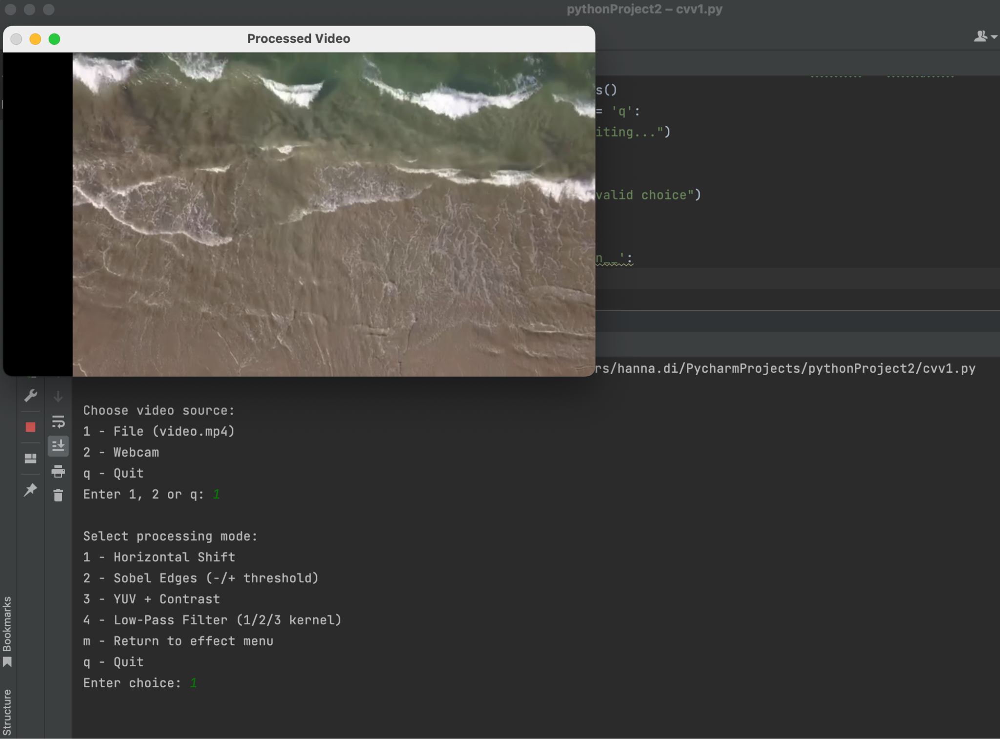 pythonProject2 – cvv1.py
Processed Video
s()
= 'q':
iting...")
valid choice")
n__':
rs/hanna.di/PycharmProjects/pythonProject2/cvv1.py
Choose video source:
1 - File (video.mp4)
2 - Webcam
q - Quit
Enter 1, 2 or q: 1
Select processing mode:
1 - Horizontal Shift
2 - Sobel Edges (-/+ threshold)
3 - YUV + Contrast
4 - Low-Pass Filter (1/2/3 kernel)
m - Return to effect menu
q - Quit
Enter choice: 1
Bookmarks
Structure